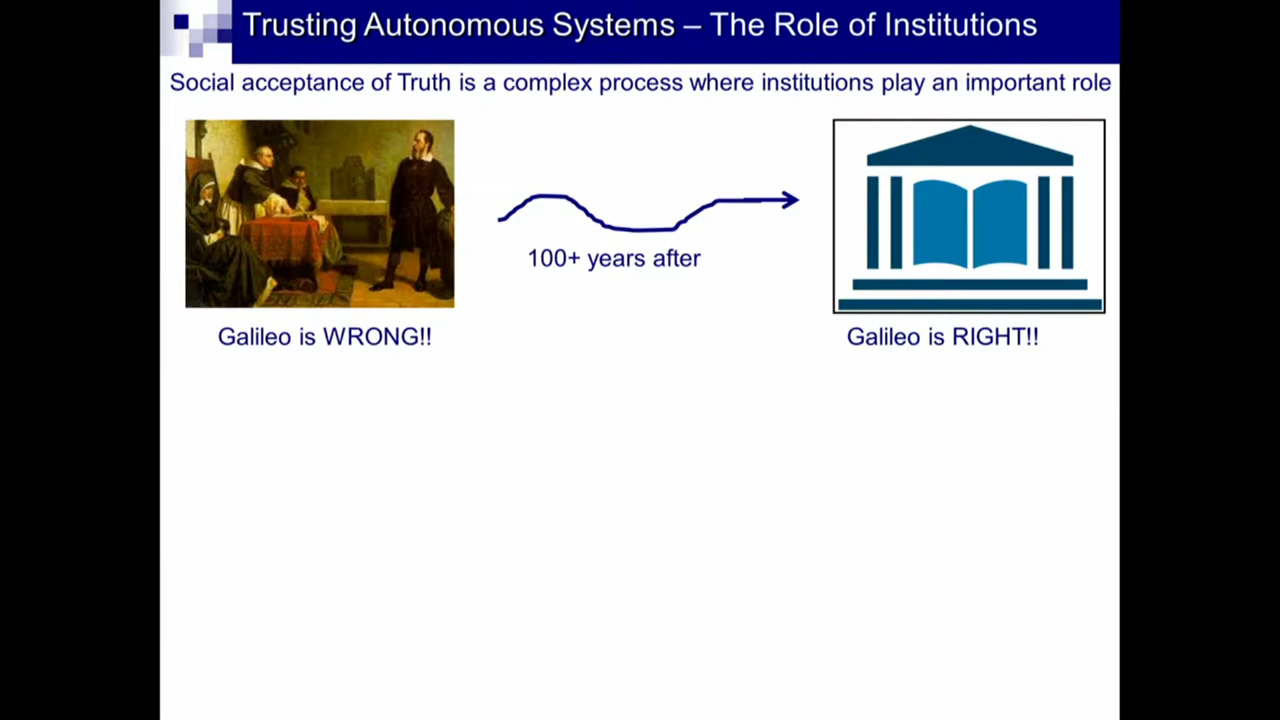 Trusting Autonomous Systems – The Role of Institutions
Social acceptance of Truth is a complex process where institutions play an important role
100+ years after
Galileo is WRONG!!
Galileo is RIGHT!!